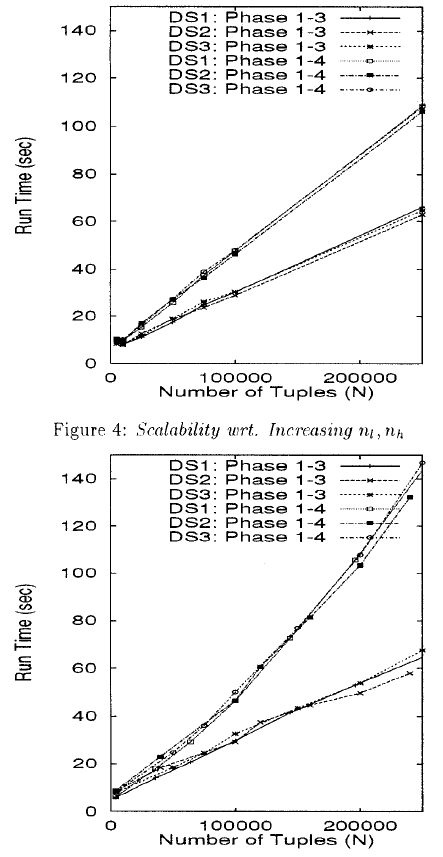 140
120
100
80
60
40
20
0
Run Time (sec)
DS1: Phase 1-3
DS2: Phase 1-3
DS3: Phase 1-3
DS1: Phase 1-4
DS2: Phase 1-4
DS3: Phase 1-4
0 100000 200000
Number of Tuples (N)
Figure 4: Scalability wrt. Increasing nl, nh
140
120
100
80
60
40
20
0
Run Time (sec)
DS1: Phase 1-3
DS2: Phase 1-3
DS3: Phase 1-3
DS1: Phase 1-4
DS2: Phase 1-4
DS3: Phase 1-4
0 100000 200000
Number of Tuples (N)